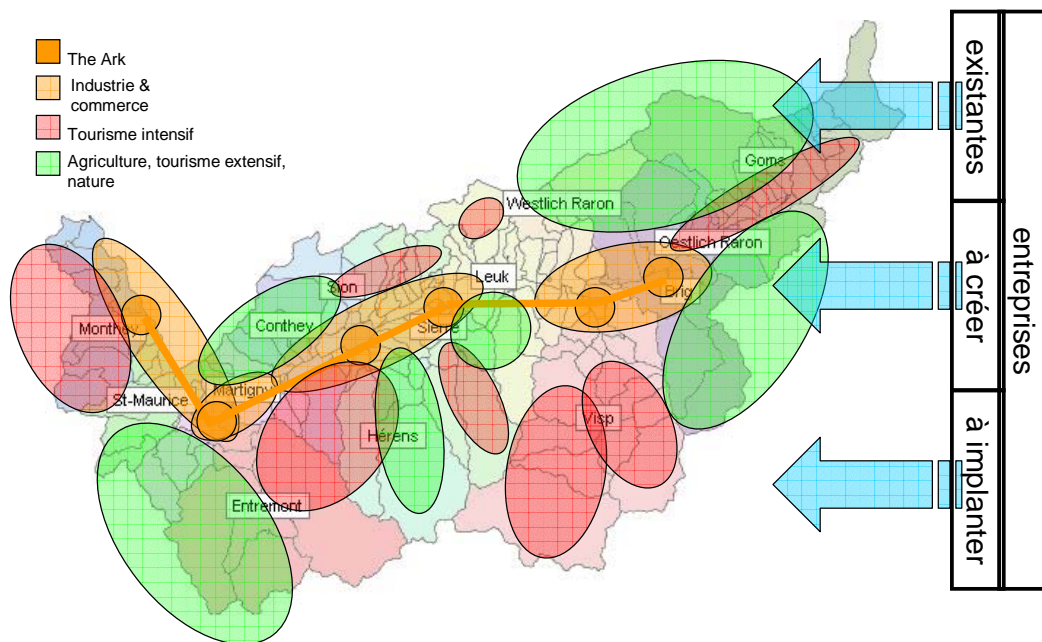 The Ark
Industrie &
commerce
Tourisme intensif
Agriculture, tourisme extensif,
nature
Goms
Westlich Raron
Oestlich Raron
Leuk
Sion
Brig
Conthey
Sierre
Monthey
Martigny
St-Maurice
Visp
Hérens
Entremont
existantes
à créer
à implanter
entreprises